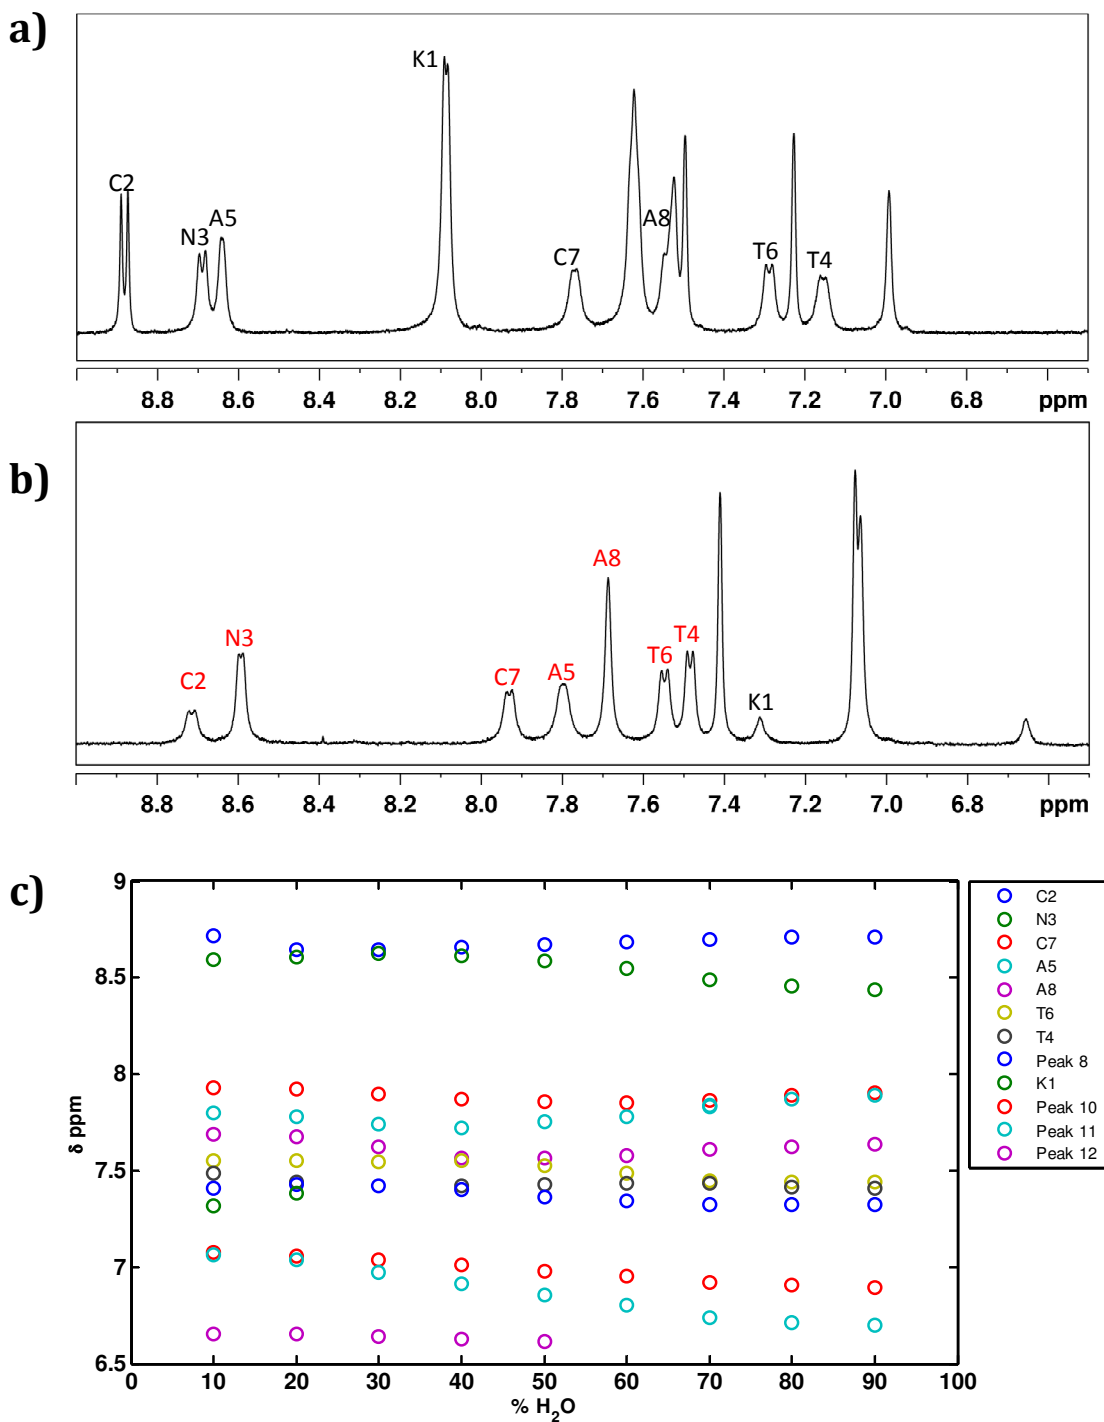 a)
K1
C2
N3
A5
C7
A8
T6
T4
8.8 8.6 8.4 8.2 8.0 7.8 7.6 7.4 7.2 7.0 6.8 ppm
b)
C2
N3
C7
A5
A8
T6
T4
K1
8.8 8.6 8.4 8.2 8.0 7.8 7.6 7.4 7.2 7.0 6.8 ppm
c)
9
8.5
8
7.5
7
6.5
δ ppm
0 10 20 30 40 50 60 70 80 90 100
% H₂O
C2
N3
C7
A5
A8
T6
T4
Peak 8
K1
Peak 10
Peak 11
Peak 12